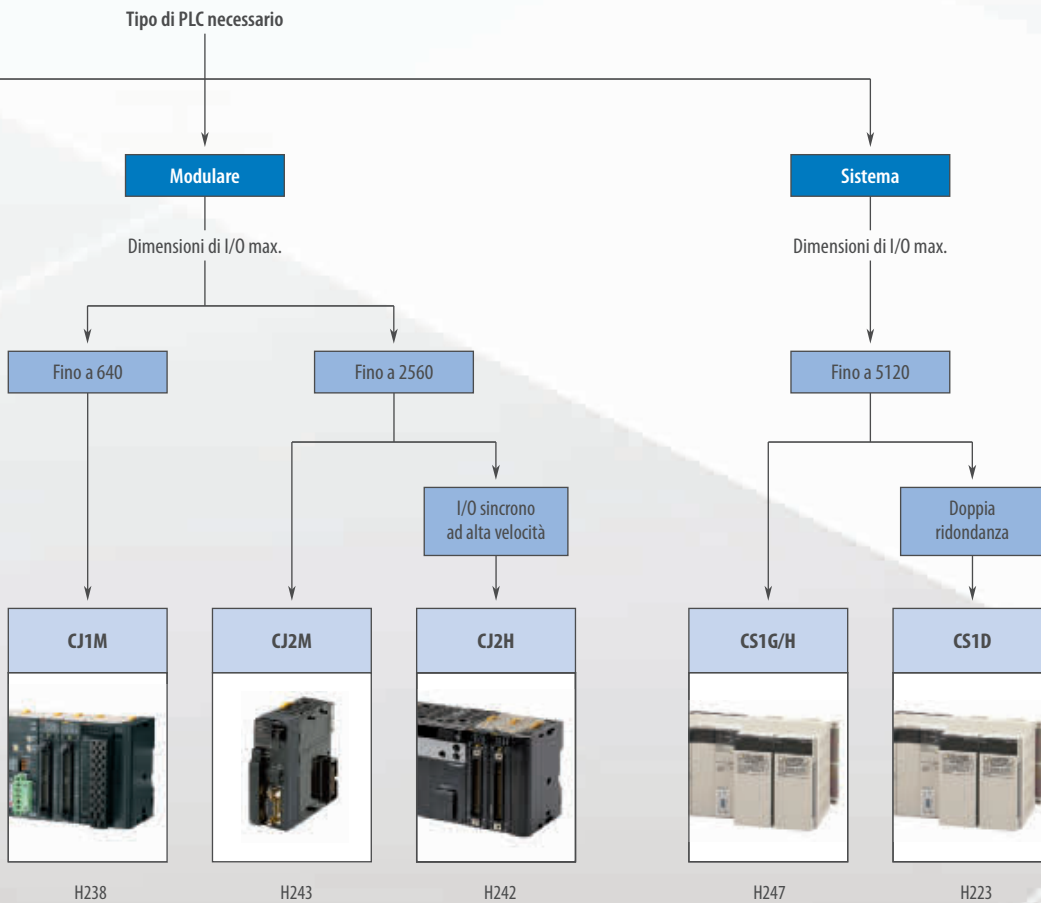 Tipo di PLC necessario
Modulare
Sistema
Dimensioni di I/O max.
Dimensioni di I/O max.
Fino a 640
Fino a 2560
Fino a 5120
I/O sincrono
ad alta velocità
Doppia
ridondanza
CJ1M
CJ2M
CJ2H
CS1G/H
CS1D
H238
H243
H242
H247
H223